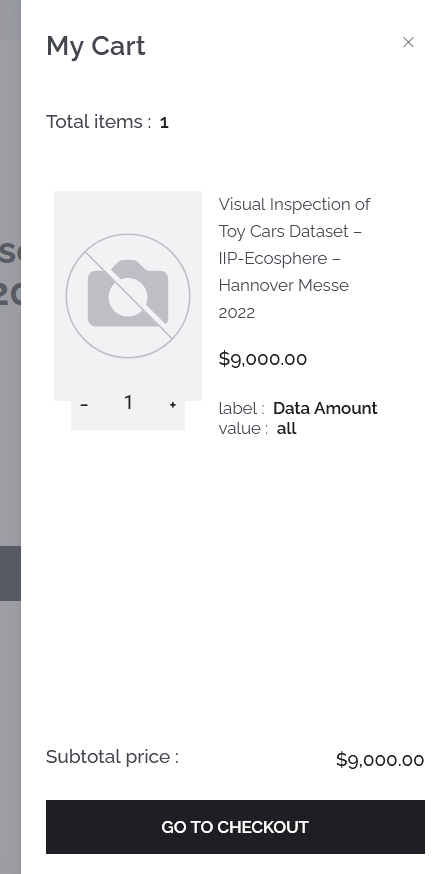 My Cart
Total items : 1
Visual Inspection of
Toy Cars Dataset –
IIP-Ecosphere –
Hannover Messe
2022
$9,000.00
- 1 +
label : Data Amount
value : all
Subtotal price :
$9,000.00
GO TO CHECKOUT